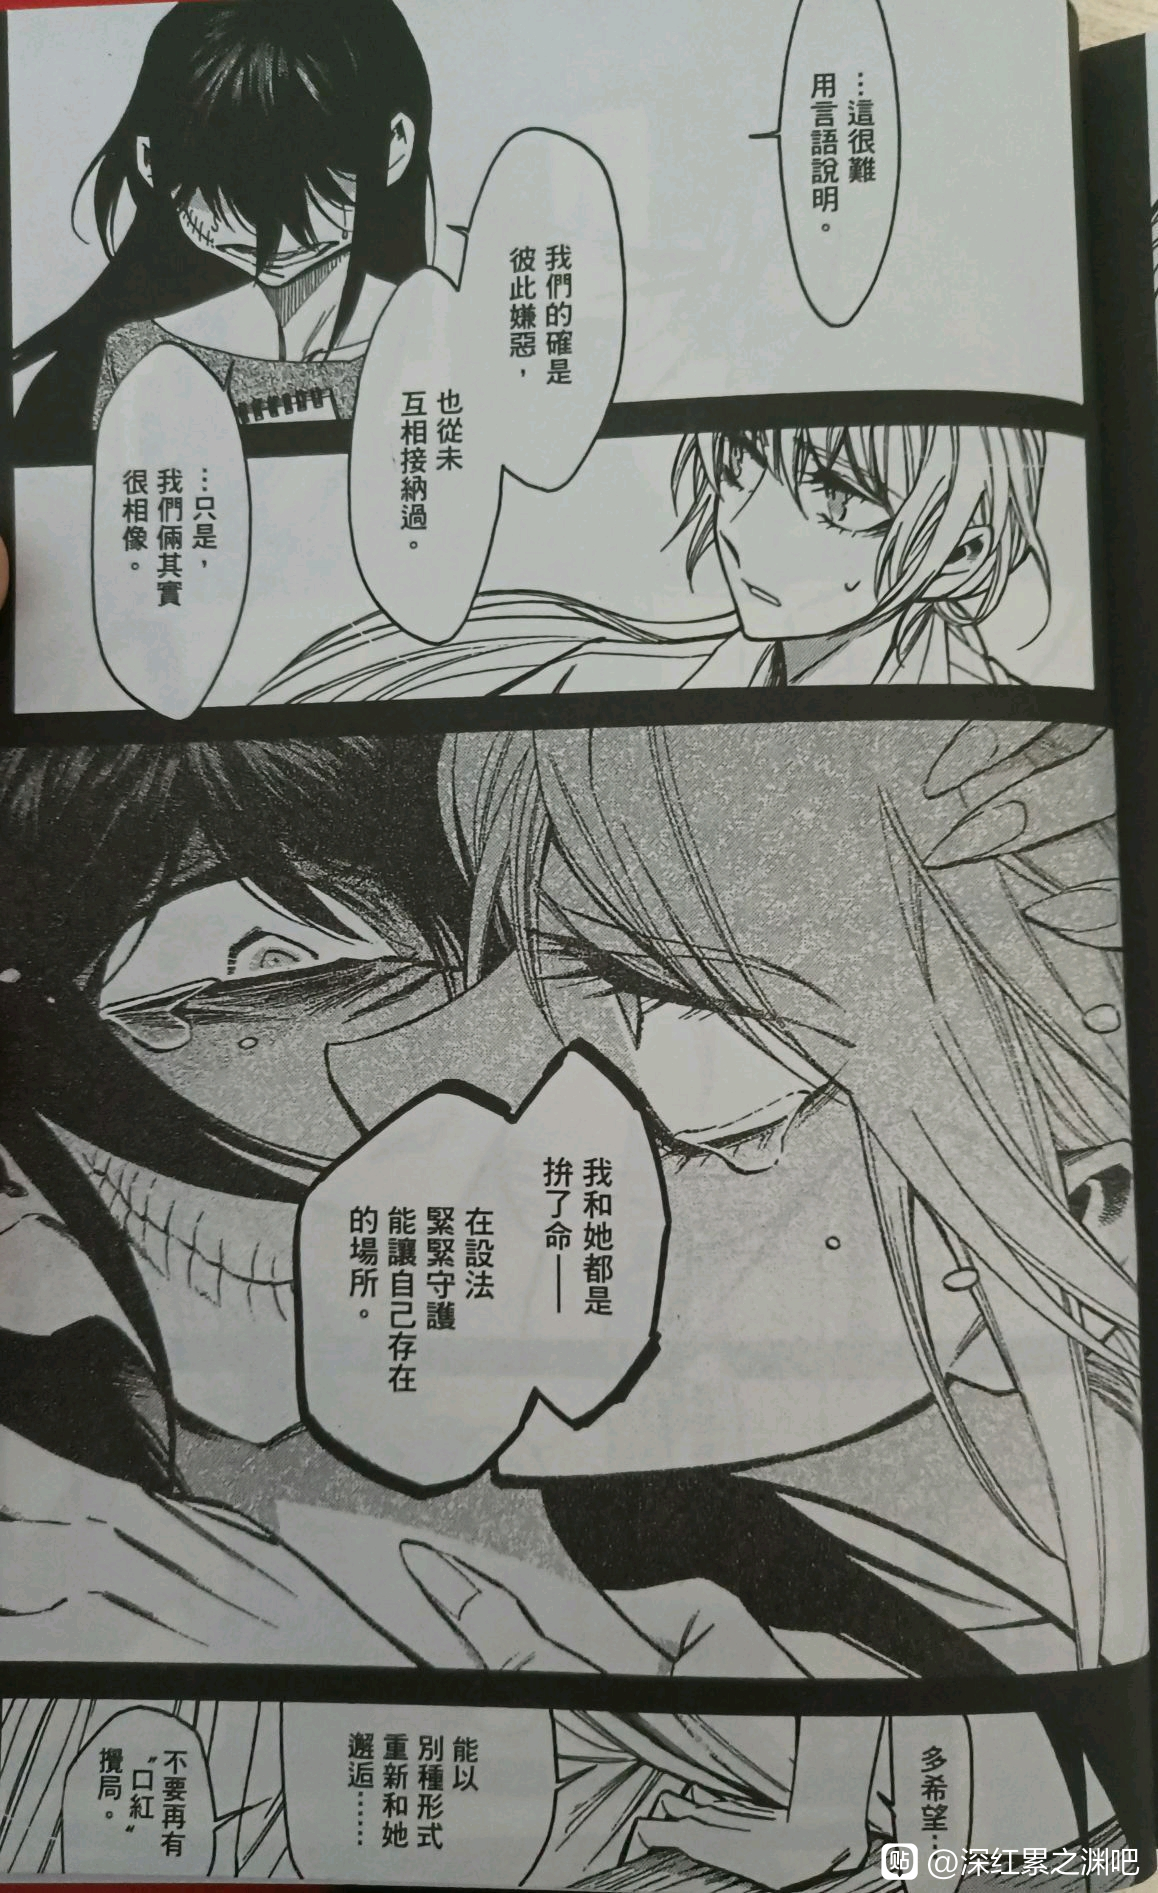 …這很難
用言語說明。
我們的確是
彼此嫌惡，
也從未
互相接納過。
…只是，
我們倆其實
很相像。
我和她都是
拚了命——
在設法
緊緊守護
能讓自己存在
的場所。
多希望…
能以
別種形式
重新和她
邂逅……
不要再有
〝口紅〞
攪局。
貼 @深红累之渊吧